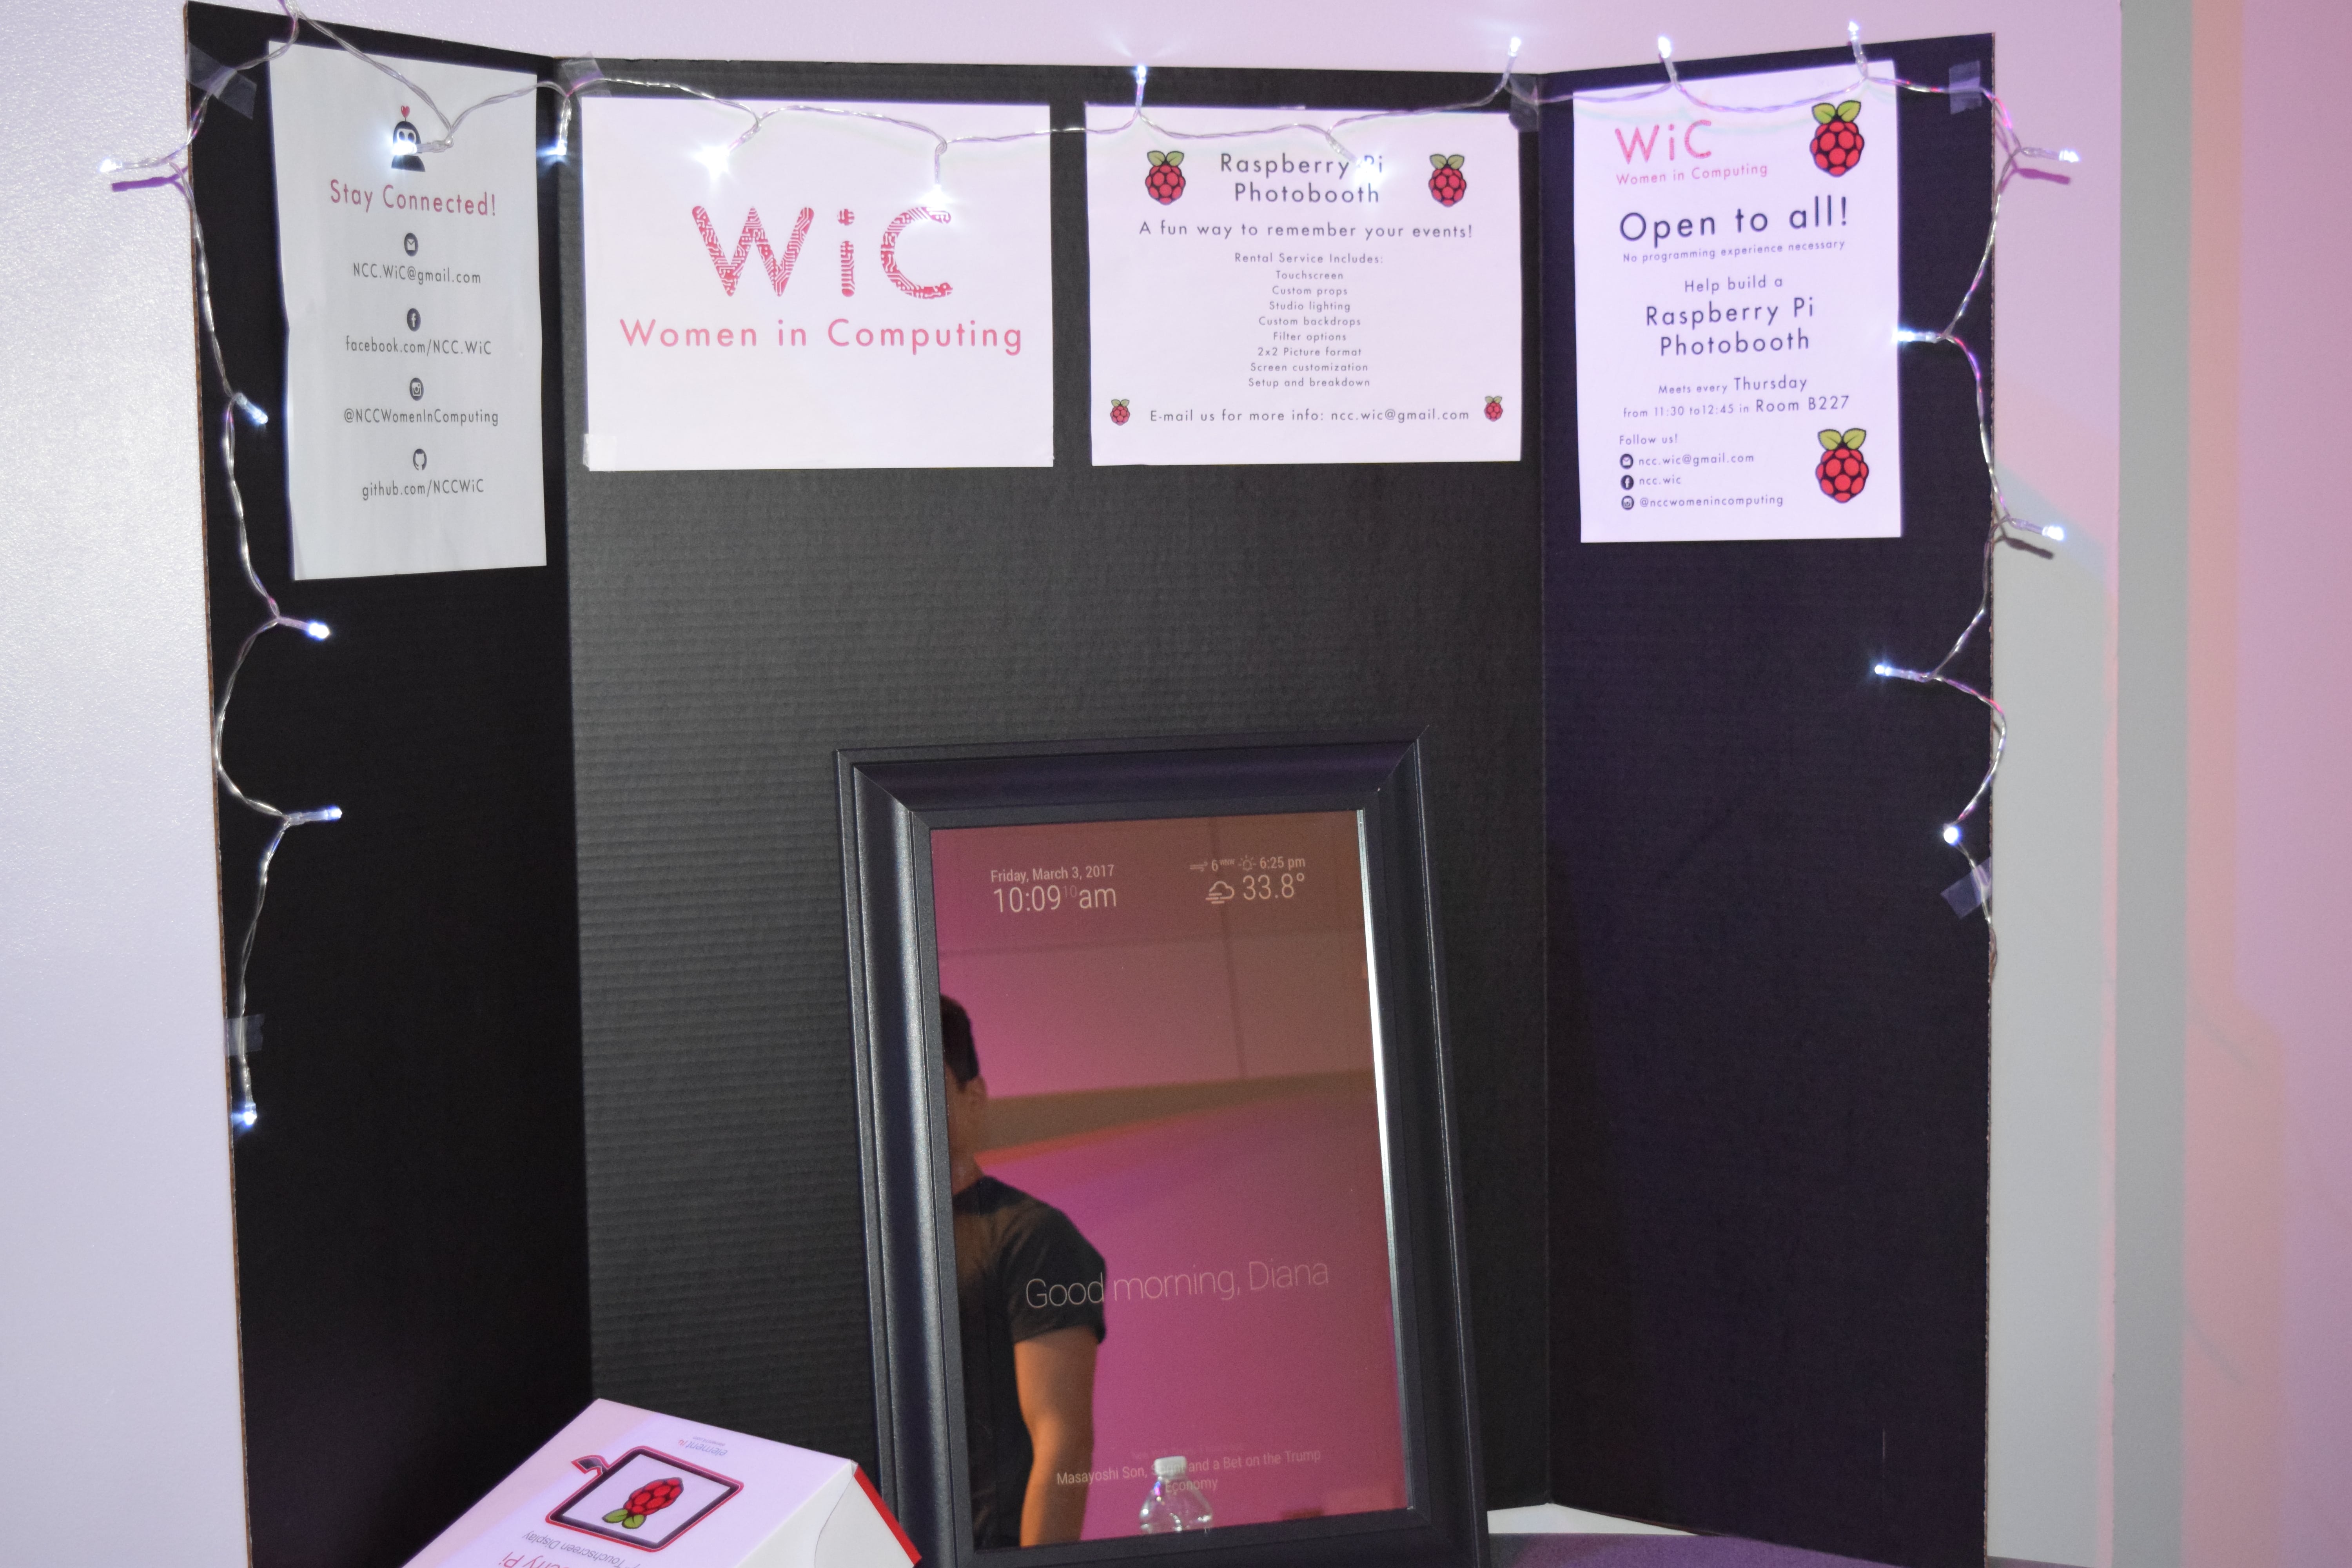 Stay Connected!
NCC.WiC@gmail.com
facebook.com/NCC.WiC
@NCCWomenInComputing
github.com/NCCWiC
WiC
Women in Computing
Raspberry Pi
Photobooth
A fun way to remember your events!
Rental Service Includes:
Touchscreen
Custom props
Studio lighting
Custom backdrops
Filter options
2x2 Picture format
Screen customization
Setup and breakdown
E-mail us for more info: ncc.wic@gmail.com
WiC
Women in Computing
Open to all!
No programming experience necessary
Help build a
Raspberry Pi
Photobooth
Meets every Thursday
from 11:30 to12:45 in Room B227
Follow us!
ncc.wic@gmail.com
ncc.wic
@nccwomenincomputing
Friday, March 3, 2017
10:09 10 am
6 6:25 pm
33.8°
Good morning, Diana
Masayoshi Son, and a Bet on the Trump
Economy
element14
Touchscreen Display
Pi